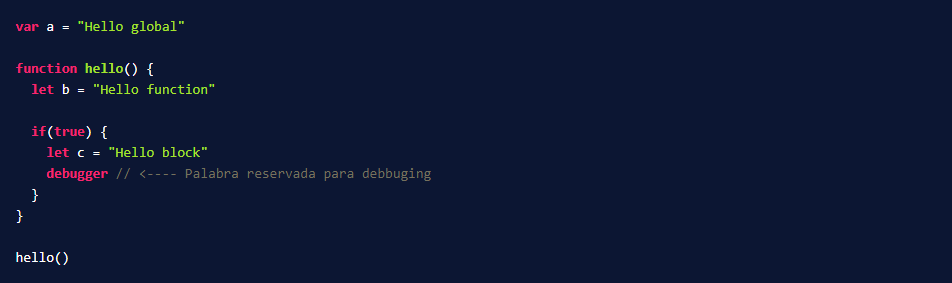 var a = "Hello global"
function hello() {
let b = "Hello function"
if(true) {
let c = "Hello block"
debugger // <---- Palabra reservada para debbuging
}
}
hello()